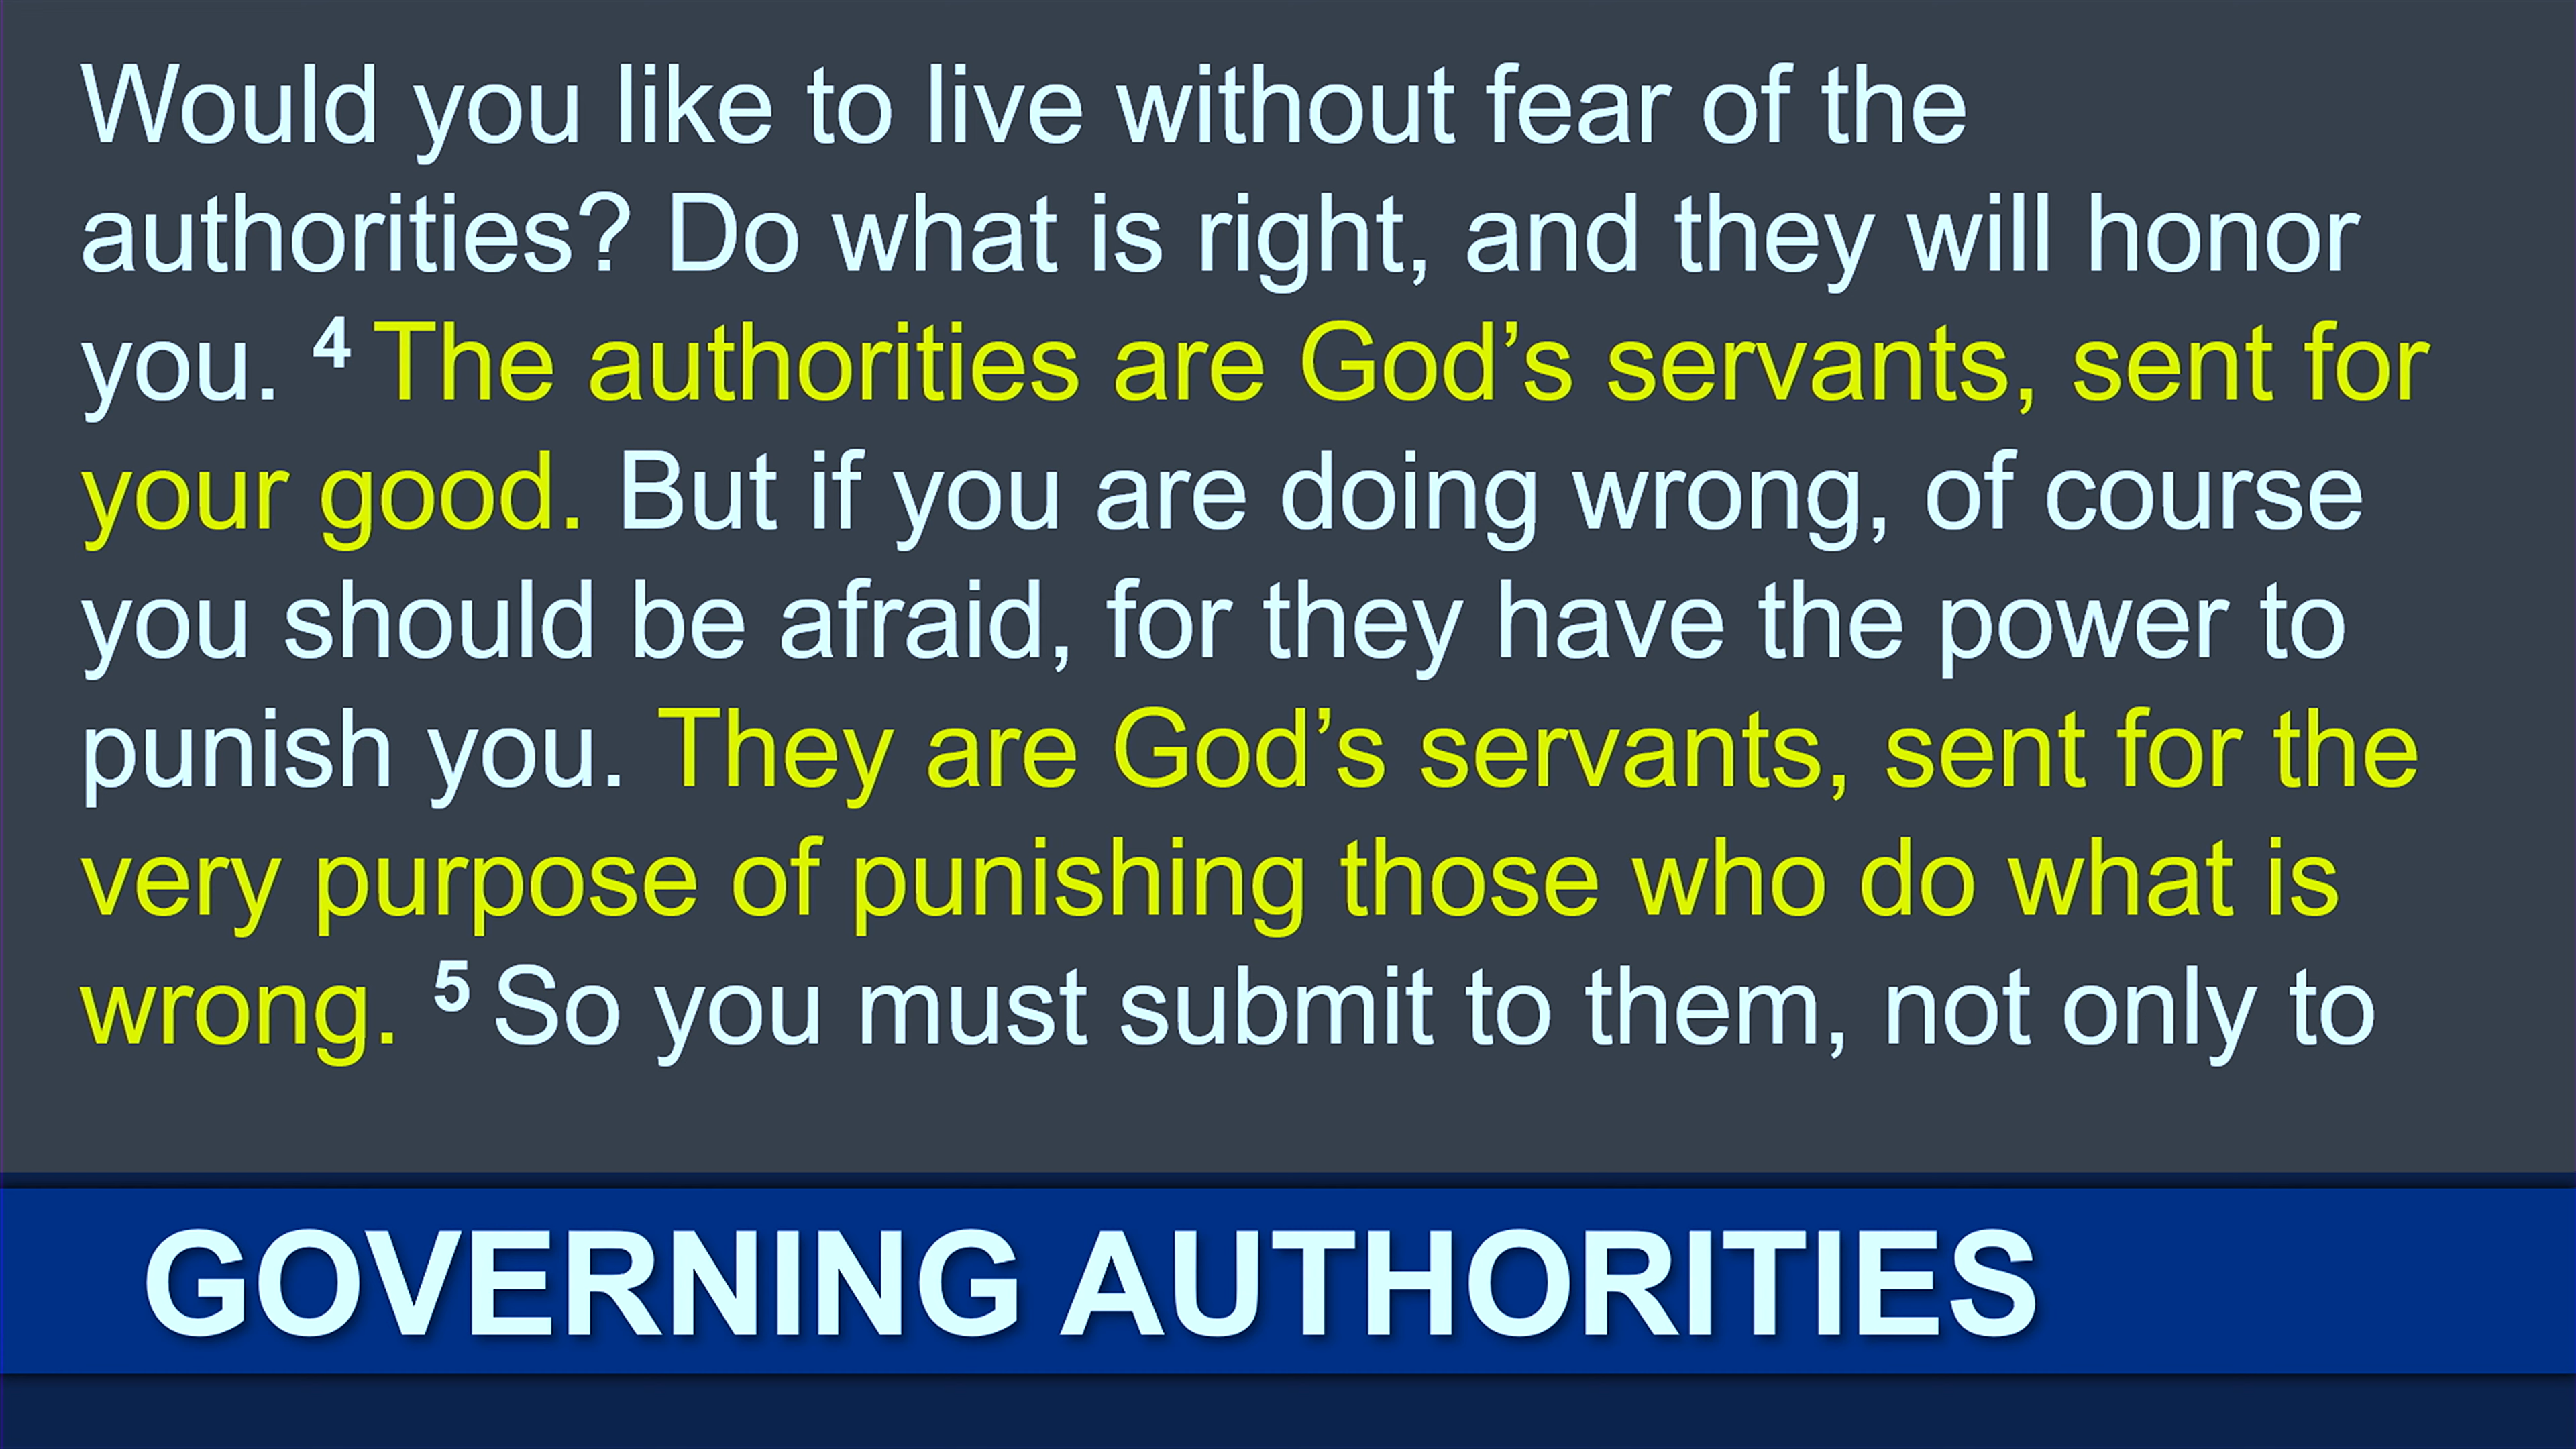 Would you like to live without fear of the
authorities? Do what is right, and they will honor
you. 4 The authorities are God’s servants, sent for
your good. But if you are doing wrong, of course
you should be afraid, for they have the power to
punish you. They are God’s servants, sent for the
very purpose of punishing those who do what is
wrong. 5 So you must submit to them, not only to
GOVERNING AUTHORITIES